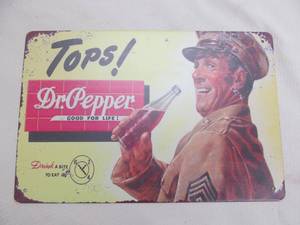 TOPS!
Dr.Pepper
GOOD FOR LIFE!
Drink A BITE
TO EAT